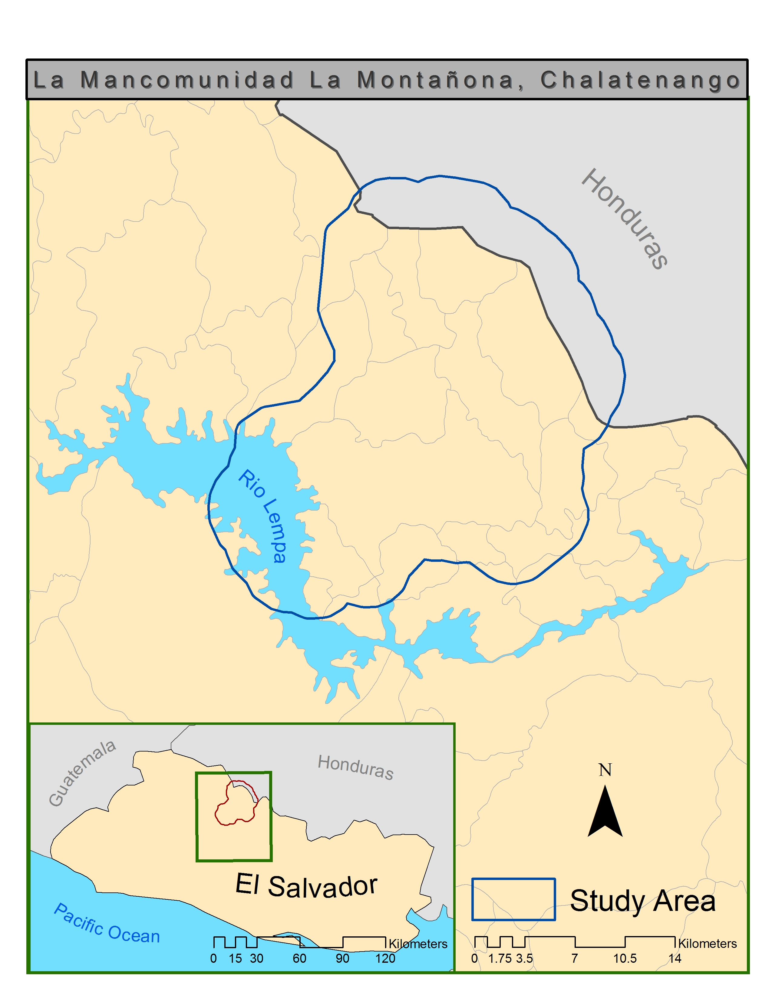 La Mancomunidad La Montañona, Chalatenango
Honduras
Rio Lempa
Guatemala
Honduras
El Salvador
Pacific Ocean
Kilometers
0 15 30 60 90 120
N
Study Area
Kilometers
0 1.75 3.5 7 10.5 14